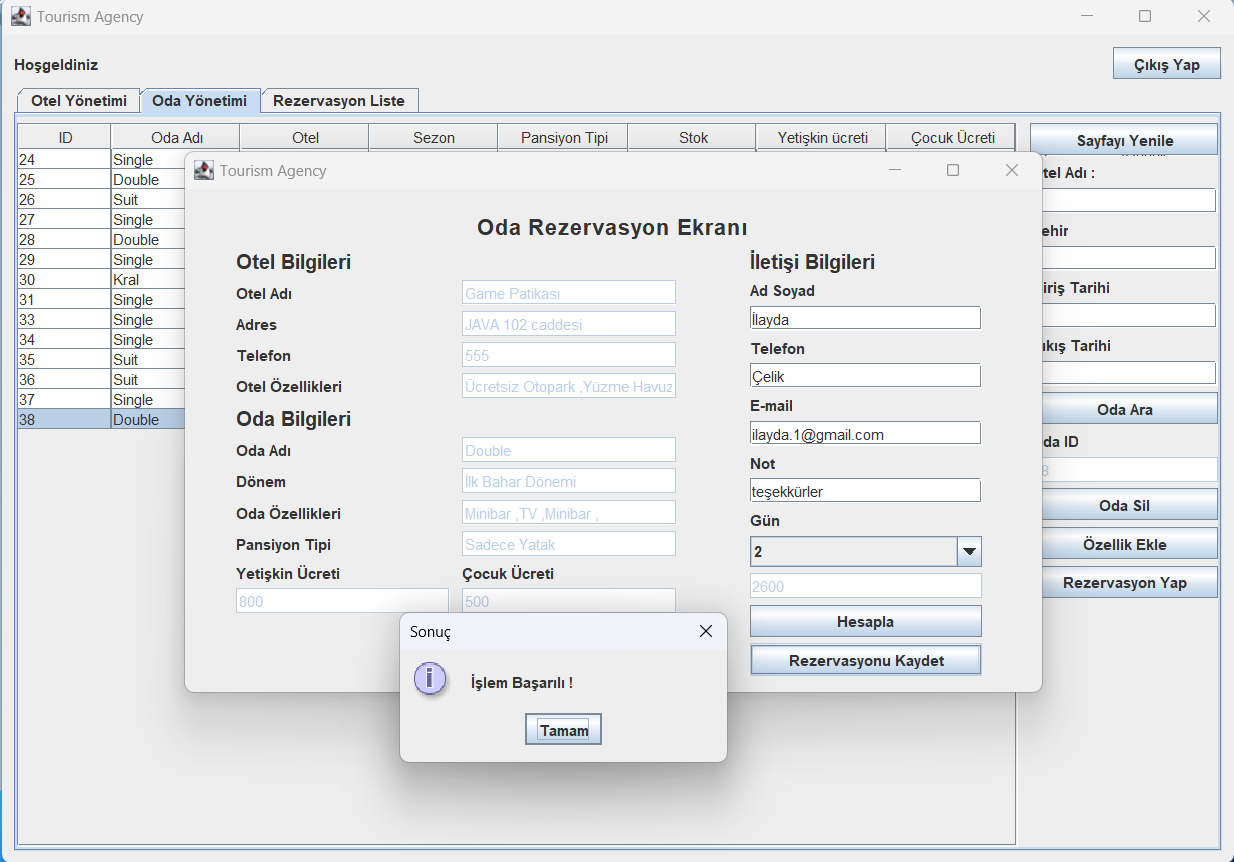 Tourism Agency
Hoşgeldiniz
Çıkış Yap
Otel Yönetimi Oda Yönetimi Rezervasyon Liste
ID Oda Adı Otel Sezon Pansiyon Tipi Stok Yetişkin ücreti Çocuk Ücreti
24 Single
25 Double
26 Suit
27 Single
28 Double
29 Single
30 Kral
31 Single
33 Single
34 Single
35 Suit
36 Suit
37 Single
38 Double
Sayfayı Yenile
tel Adı :
ehir
iriş Tarihi
ıkış Tarihi
Oda Ara
da ID
8
Oda Sil
Özellik Ekle
Rezervasyon Yap
Tourism Agency
Oda Rezervasyon Ekranı
Otel Bilgileri
Otel Adı Game Patikası
Adres JAVA 102 caddesi
Telefon 555
Otel Özellikleri Ücretsiz Otopark ,Yüzme Havuz
Oda Bilgileri
Oda Adı Double
Dönem İlk Bahar Dönemi
Oda Özellikleri Minibar ,TV ,Minibar ,
Pansiyon Tipi Sadece Yatak
Yetişkin Ücreti Çocuk Ücreti
800 500
İletişi Bilgileri
Ad Soyad
İlayda
Telefon
Çelik
E-mail
ilayda.1@gmail.com
Not
teşekkürler
Gün
2
2600
Hesapla
Rezervasyonu Kaydet
Sonuç
İşlem Başarılı !
Tamam